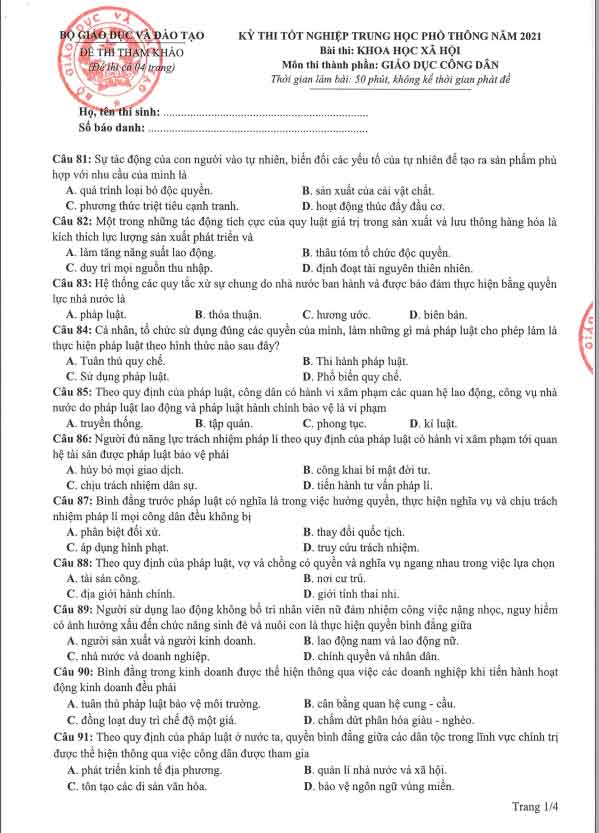 BỘ GIÁO DỤC VÀ ĐÀO TẠO
ĐỀ THI THAM KHẢO
(Đề thi có 04 trang)
KỲ THI TỐT NGHIỆP TRUNG HỌC PHỔ THÔNG NĂM 2021
Bài thi: KHOA HỌC XÃ HỘI
Môn thi thành phần: GIÁO DỤC CÔNG DÂN
Thời gian làm bài: 50 phút, không kể thời gian phát đề
Họ, tên thí sinh: ........................................................
Số báo danh: ............................................................
Câu 81: Sự tác động của con người vào tự nhiên, biến đổi các yếu tố của tự nhiên để tạo ra sản phẩm phù
hợp với nhu cầu của mình là
A. quá trình loại bỏ độc quyền. B. sản xuất của cải vật chất.
C. phương thức triệt tiêu cạnh tranh. D. hoạt động thúc đẩy đầu cơ.
Câu 82: Một trong những tác động tích cực của quy luật giá trị trong sản xuất và lưu thông hàng hóa là
kích thích lực lượng sản xuất phát triển và
A. làm tăng năng suất lao động. B. thâu tóm tổ chức độc quyền.
C. duy trì mọi nguồn thu nhập. D. định đoạt tài nguyên thiên nhiên.
Câu 83: Hệ thống các quy tắc xử sự chung do nhà nước ban hành và được bảo đảm thực hiện bằng quyền
lực nhà nước là
A. pháp luật. B. thỏa thuận. C. hương ước. D. biên bản.
Câu 84: Cá nhân, tổ chức sử dụng đúng các quyền của mình, làm những gì mà pháp luật cho phép làm là
thực hiện pháp luật theo hình thức nào sau đây?
A. Tuân thủ quy chế. B. Thi hành pháp luật.
C. Sử dụng pháp luật. D. Phổ biến quy chế.
Câu 85: Theo quy định của pháp luật, công dân có hành vi xâm phạm các quan hệ lao động, công vụ nhà
nước do pháp luật lao động và pháp luật hành chính bảo vệ là vi phạm
A. truyền thống. B. tập quán. C. phong tục. D. kỉ luật.
Câu 86: Người đủ năng lực trách nhiệm pháp lí theo quy định của pháp luật có hành vi xâm phạm tới quan
hệ tài sản được pháp luật bảo vệ phải
A. hủy bỏ mọi giao dịch. B. công khai bí mật đời tư.
C. chịu trách nhiệm dân sự. D. tiến hành tư vấn pháp lí.
Câu 87: Bình đẳng trước pháp luật có nghĩa là trong việc hưởng quyền, thực hiện nghĩa vụ và chịu trách
nhiệm pháp lí mọi công dân đều không bị
A. phân biệt đối xử. B. thay đổi quốc tịch.
C. áp dụng hình phạt. D. truy cứu trách nhiệm.
Câu 88: Theo quy định của pháp luật, vợ và chồng có quyền và nghĩa vụ ngang nhau trong việc lựa chọn
A. tài sản công. B. nơi cư trú.
C. địa giới hành chính. D. giới tính thai nhi.
Câu 89: Người sử dụng lao động không bố trí nhân viên nữ đảm nhiệm công việc nặng nhọc, nguy hiểm
có ảnh hưởng xấu đến chức năng sinh đẻ và nuôi con là thực hiện quyền bình đẳng giữa
A. người sản xuất và người kinh doanh. B. lao động nam và lao động nữ.
C. nhà nước và doanh nghiệp. D. chính quyền và nhân dân.
Câu 90: Bình đẳng trong kinh doanh được thể hiện thông qua việc các doanh nghiệp khi tiến hành hoạt
động kinh doanh đều phải
A. tuân thủ pháp luật bảo vệ môi trường. B. cân bằng quan hệ cung - cầu.
C. đồng loạt duy trì chế độ một giá. D. chấm dứt phân hóa giàu - nghèo.
Câu 91: Theo quy định của pháp luật ở nước ta, quyền bình đẳng giữa các dân tộc trong lĩnh vực chính trị
được thể hiện thông qua việc công dân được tham gia
A. phát triển kinh tế địa phương. B. quản lí nhà nước và xã hội.
C. tôn tạo các di sản văn hóa. D. bảo vệ ngôn ngữ vùng miền.
Trang 1/4